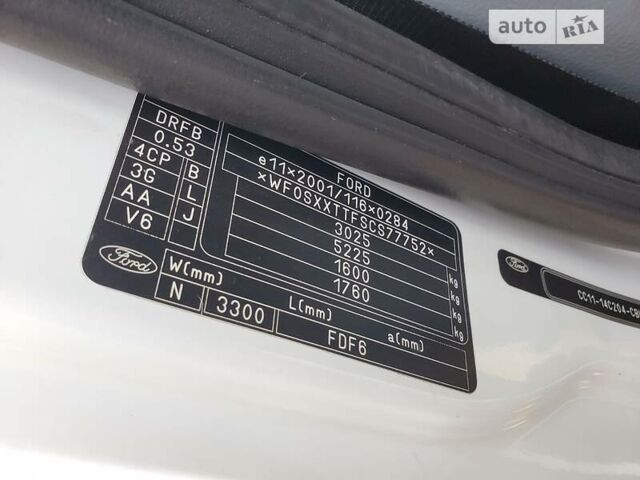 auto RIA
DRFB
0.53
4CP B
3G L
AA J
V6
FORD
e11×2001/116×0284
×WF0SXXTTFSCS77752×
3025 kg
5225 kg
1600 kg
1760 kg
Ford
W(mm) L(mm) a(mm)
N 3300 FDF6
Ford
CC11-14C204-CB